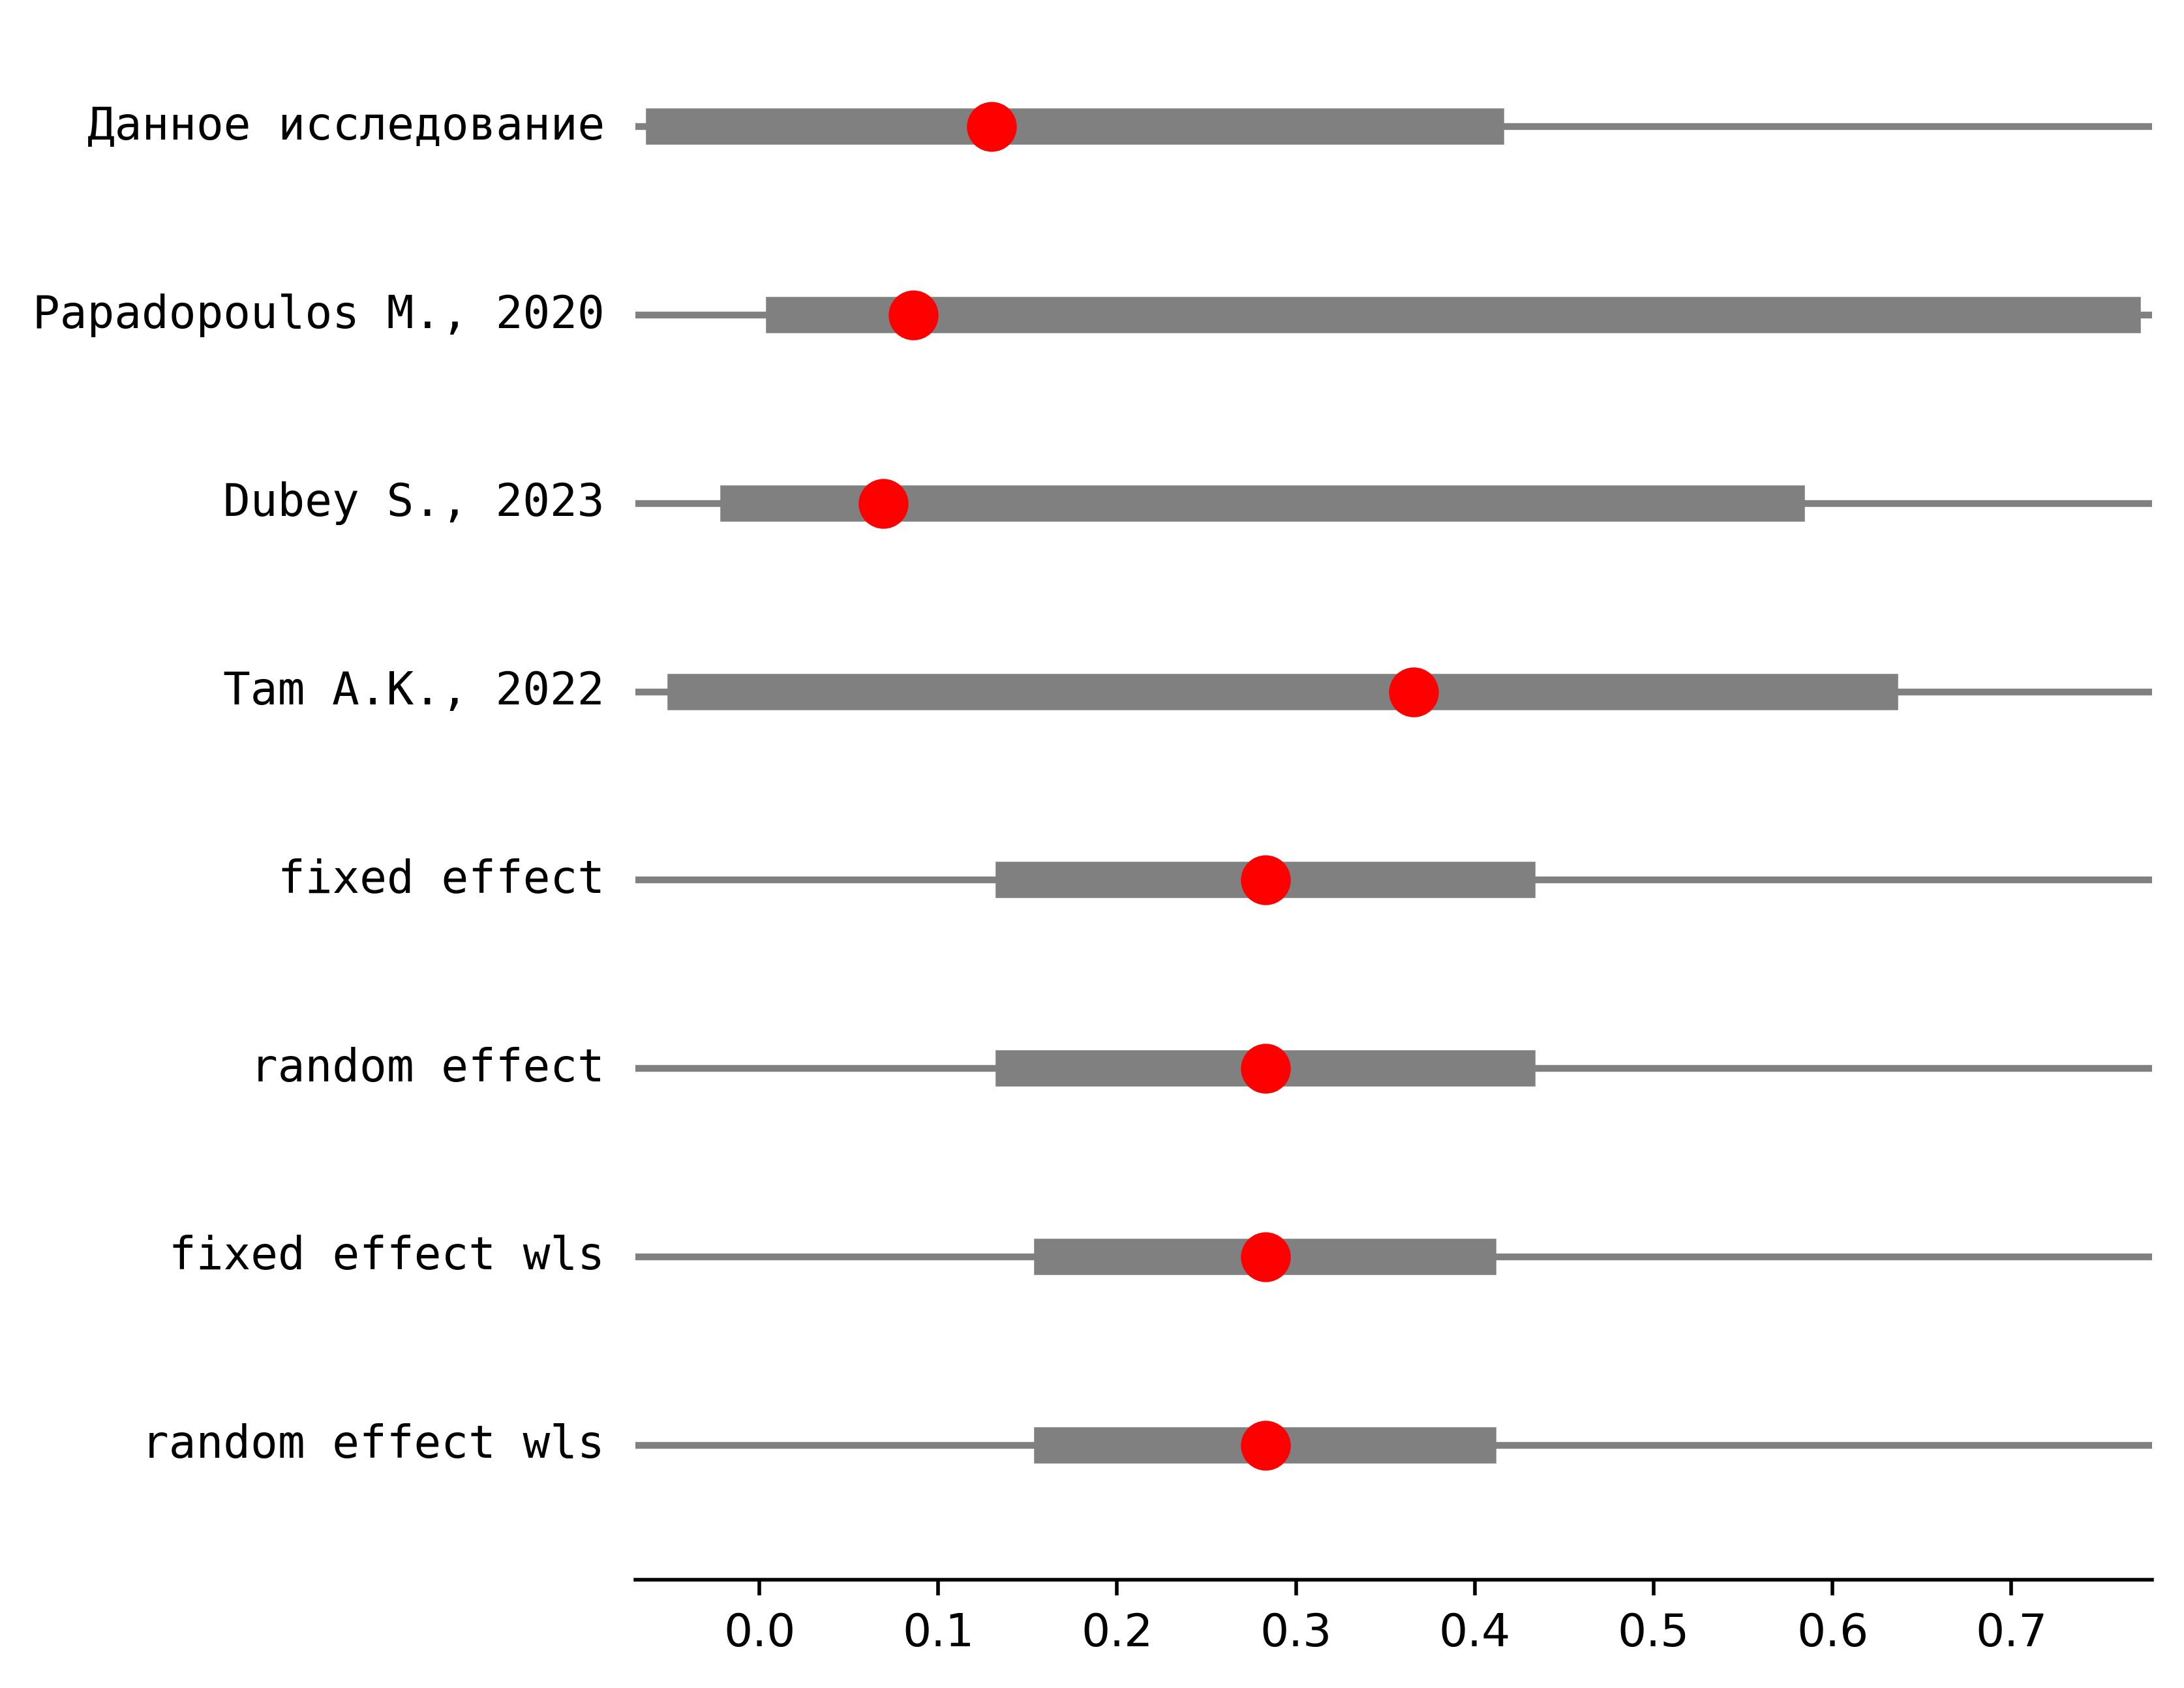 Данное исследование
Papadopoulos M., 2020
Dubey S., 2023
Tam A.K., 2022
fixed effect
random effect
fixed effect wls
random effect wls
0.0 0.1 0.2 0.3 0.4 0.5 0.6 0.7